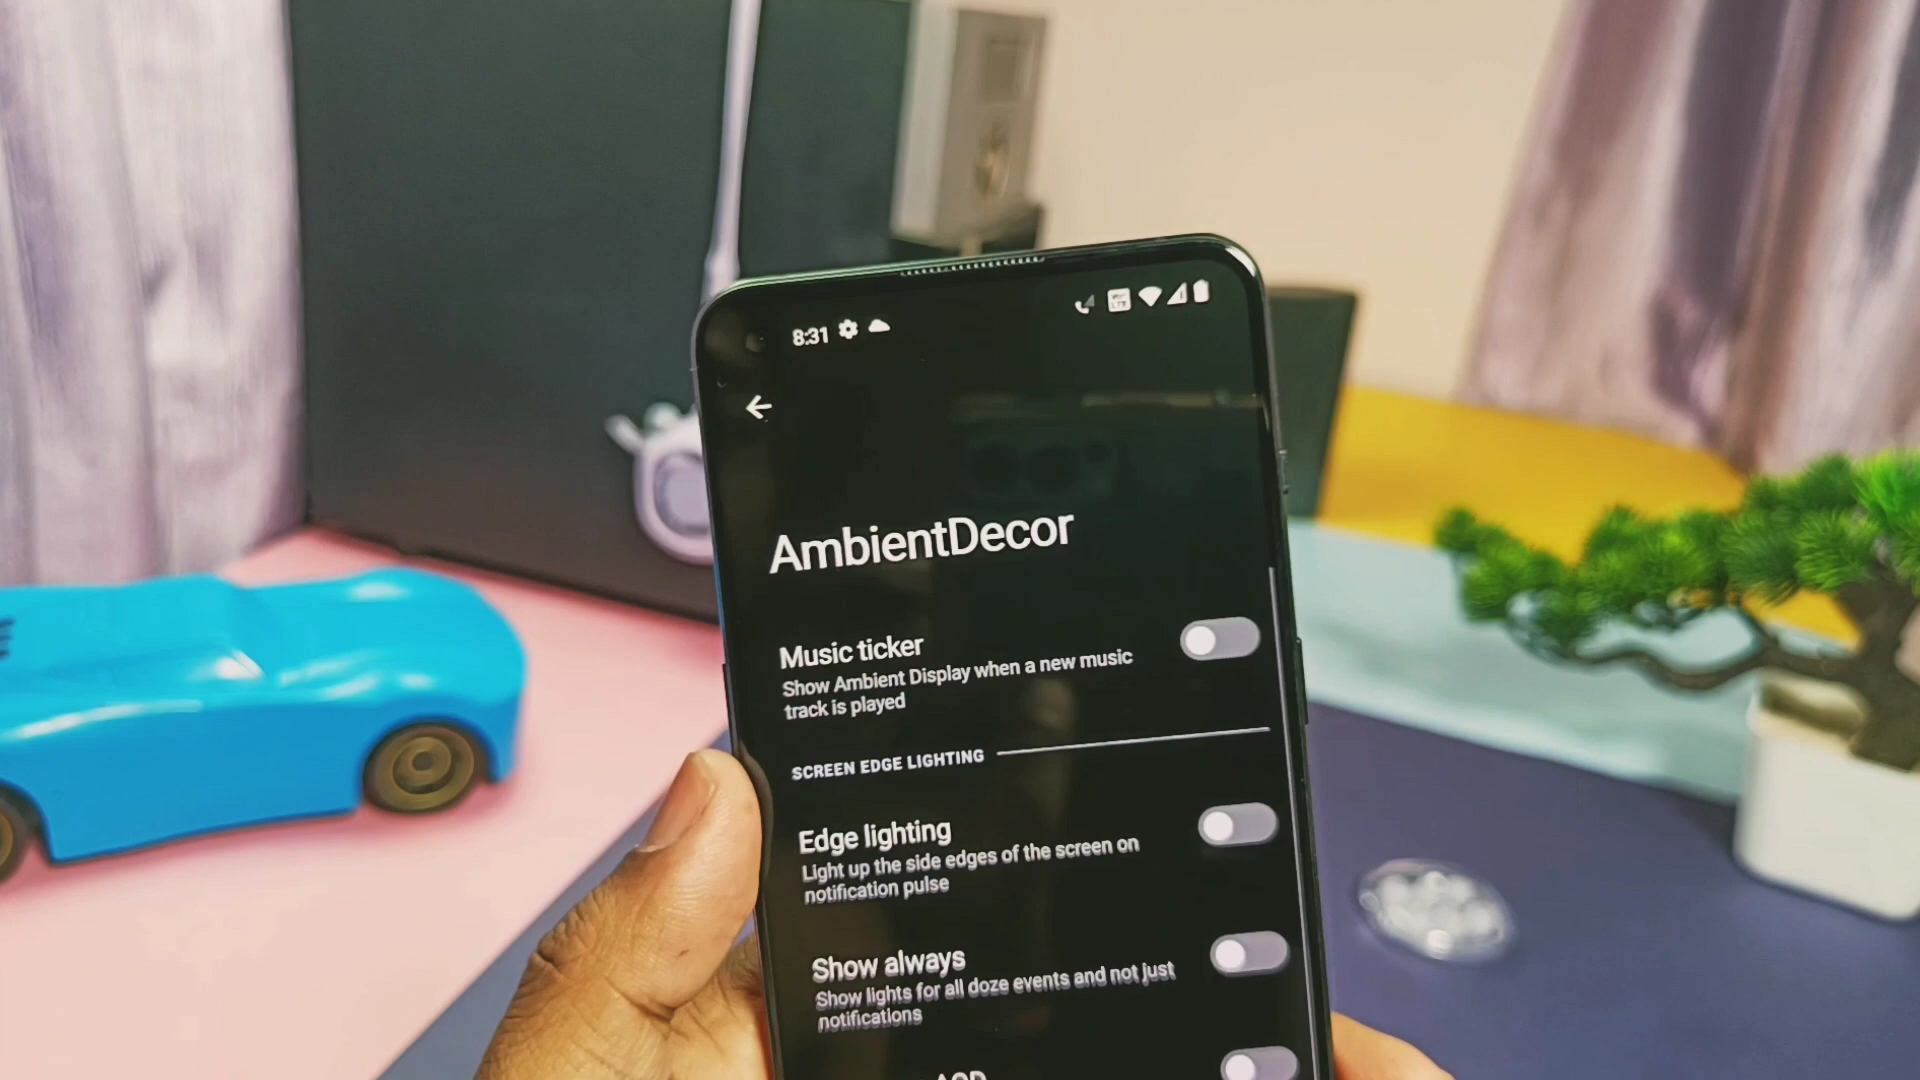 8:31
AmbientDecor
Music ticker
Show Ambient Display when a new music
track is played
SCREEN EDGE LIGHTING
Edge lighting
Light up the side edges of the screen on
notification pulse
Show always
Show lights for all doze events and not just
notifications
AOD